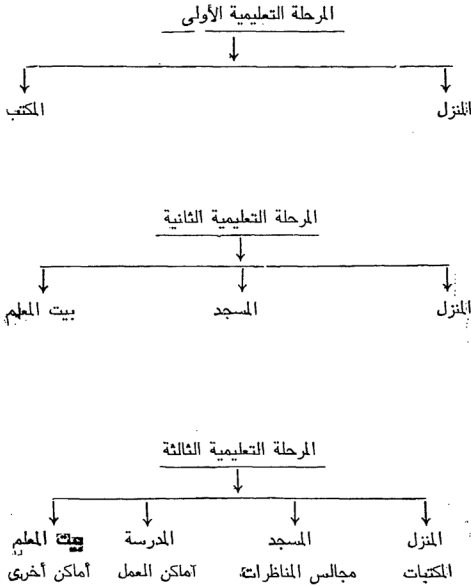 المرحلة التعليمية الأولى
المنزل المكتب
المرحلة التعليمية الثانية
المنزل المسجد بيت المعلم
المرحلة التعليمية الثالثة
المنزل المسجد المدرسة بيت المعلم
المكتبات مجالس المناظرات آماكن العمل أماكن أخرى